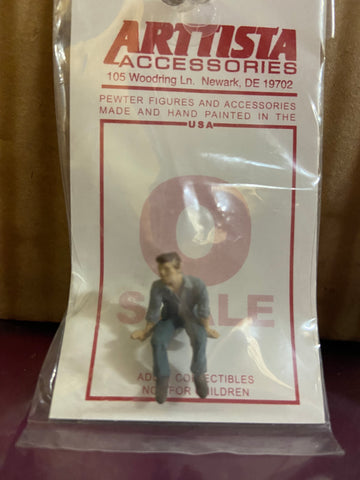 ARTTISTA
ACCESSORIES
105 Woodring Ln. Newark, DE 19702
PEWTER FIGURES AND ACCESSORIES
MADE AND HAND PAINTED IN THE
USA
O
SCALE
ADULT COLLECTIBLES
NOT FOR CHILDREN